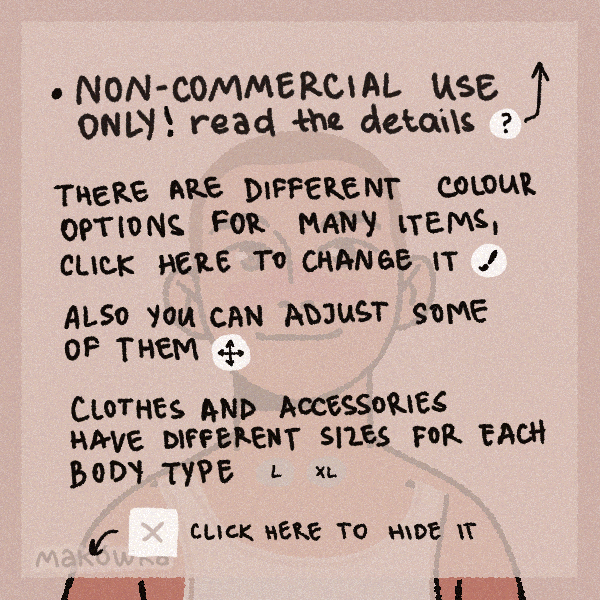 • NON-COMMERCIAL USE
ONLY! read the details ?
THERE ARE DIFFERENT COLOUR
OPTIONS FOR MANY ITEMS,
CLICK HERE TO CHANGE IT
ALSO YOU CAN ADJUST SOME
OF THEM
CLOTHES AND ACCESSORIES
HAVE DIFFERENT SIZES FOR EACH
BODY TYPE L XL
CLICK HERE TO HIDE IT
makowka